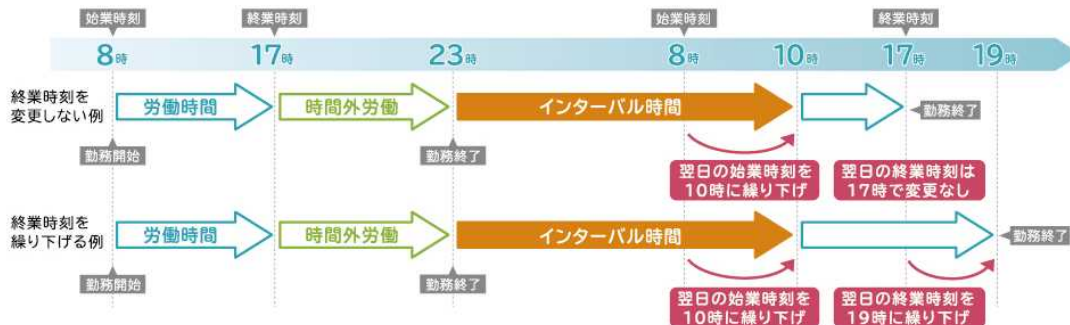 始業時刻
終業時刻
始業時刻
終業時刻
8時
17時
23時
8時
10時
17時
19時
終業時刻を
変更しない例
労働時間
時間外労働
インターバル時間
勤務終了
勤務開始
勤務終了
翌日の始業時刻を
10時に繰り下げ
翌日の終業時刻は
17時で変更なし
終業時刻を
繰り下げる例
労働時間
時間外労働
インターバル時間
勤務終了
勤務開始
勤務終了
翌日の始業時刻を
10時に繰り下げ
翌日の終業時刻を
19時に繰り下げ